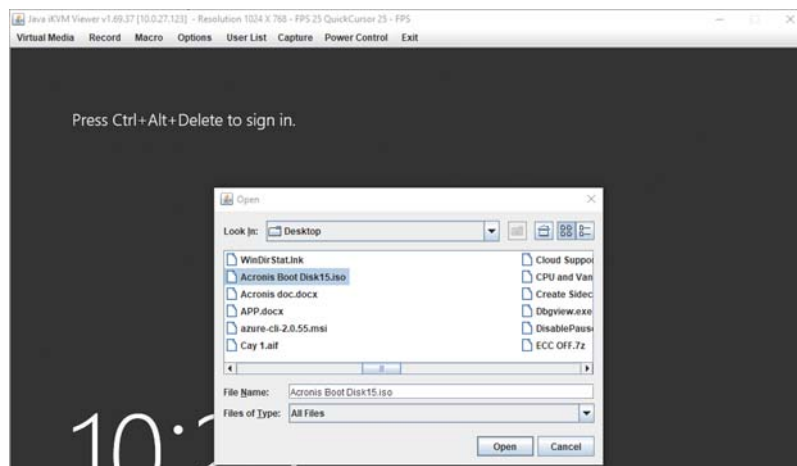 Java iKVM Viewer v1.69.37 [10.0.27.123] - Resolution 1024 X 768 - FPS 25 QuickCursor 25 - FPS
Virtual Media Record Macro Options User List Capture Power Control Exit
Press Ctrl+Alt+Delete to sign in.
Open
Look In: Desktop
WinDirStat.lnk
Acronis Boot Disk15.iso
Acronis doc.docx
APP.docx
azure-cli-2.0.55.msi
Cay 1.aif
Cloud Suppo
CPU and Van
Create Sidec
Dbgview.exe
DisablePaus
ECC OFF.7z
File Name: Acronis Boot Disk15.iso
Files of Type: All Files
Open Cancel
10:2